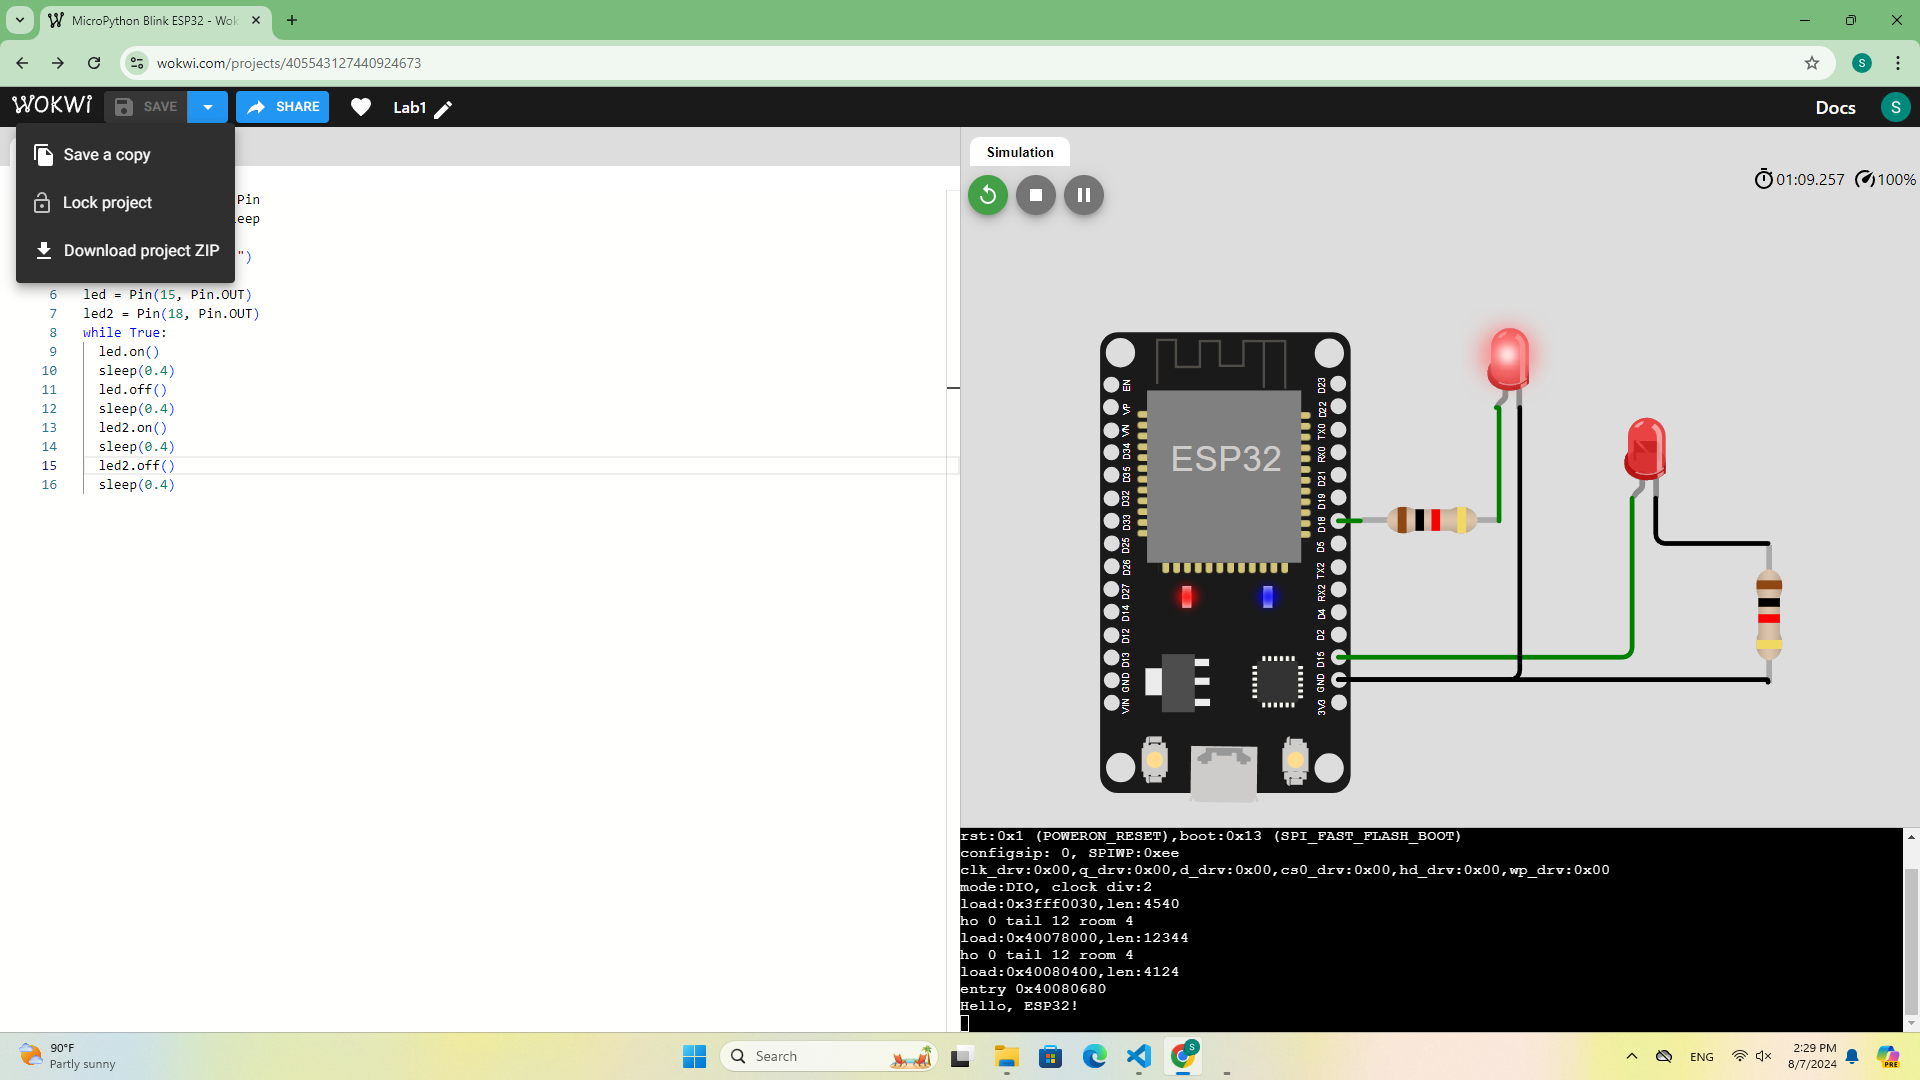 MicroPython Blink ESP32 - Wok
wokwi.com/projects/405543127440924673
S
WOKWI
SAVE
SHARE
Lab1
Docs
S
Save a copy
Lock project
Download project ZIP
Pin
eep
")
6 led = Pin(15, Pin.OUT)
7 led2 = Pin(18, Pin.OUT)
8 while True:
9 led.on()
10 sleep(0.4)
11 led.off()
12 sleep(0.4)
13 led2.on()
14 sleep(0.4)
15 led2.off()
16 sleep(0.4)
Simulation
01:09.257
100%
ESP32
EN
VP
VN
D34
D35
D32
D33
D25
D26
D27
D14
D12
D13
GND
VIN
D23
D22
TX0
RX0
D21
D19
D18
D5
TX2
RX2
D4
D2
D15
GND
3V3
rst:0x1 (POWERON_RESET),boot:0x13 (SPI_FAST_FLASH_BOOT)
configsip: 0, SPIWP:0xee
clk_drv:0x00,q_drv:0x00,d_drv:0x00,cs0_drv:0x00,hd_drv:0x00,wp_drv:0x00
mode:DIO, clock div:2
load:0x3fff0030,len:4540
ho 0 tail 12 room 4
load:0x40078000,len:12344
ho 0 tail 12 room 4
load:0x40080400,len:4124
entry 0x40080680
Hello, ESP32!
90°F
Partly sunny
Search
S
ENG
2:29 PM
8/7/2024
PRE